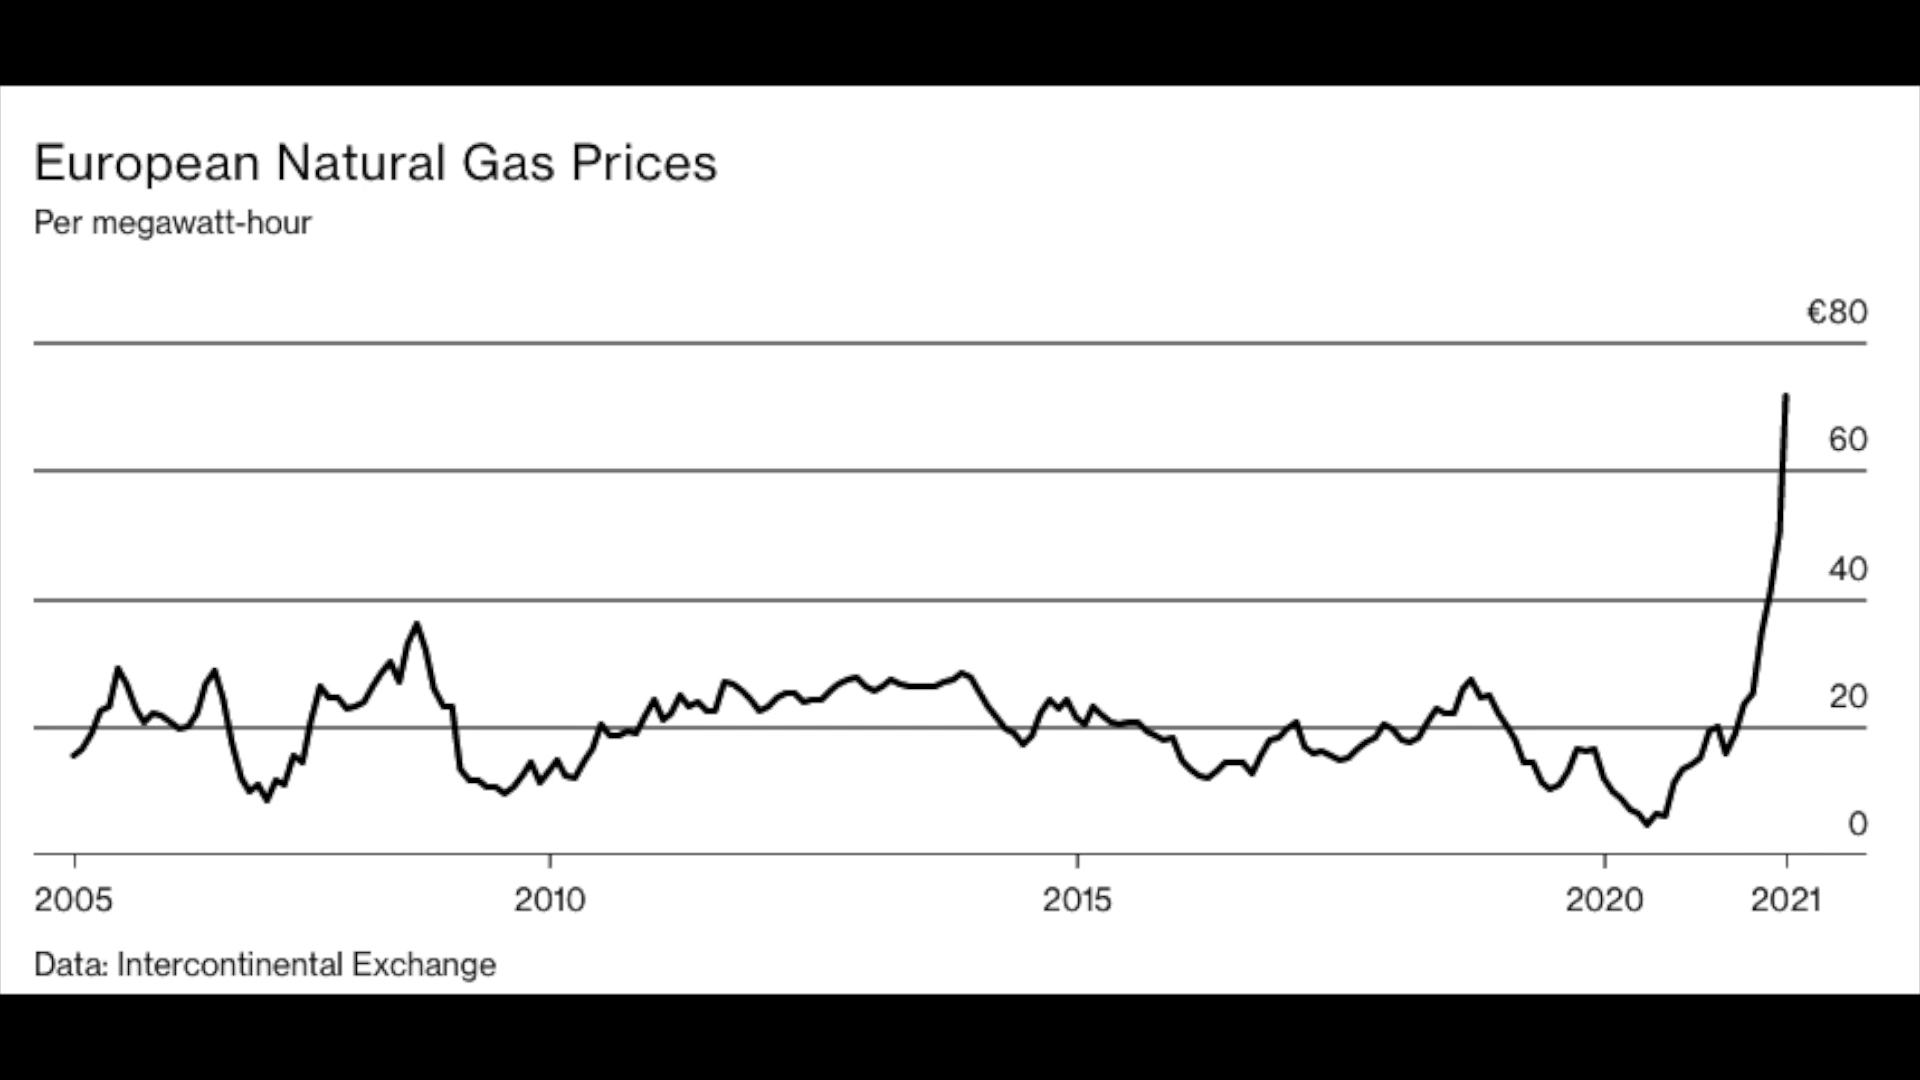 European Natural Gas Prices
Per megawatt-hour
€80
60
40
20
0
2005 2010 2015 2020 2021
Data: Intercontinental Exchange